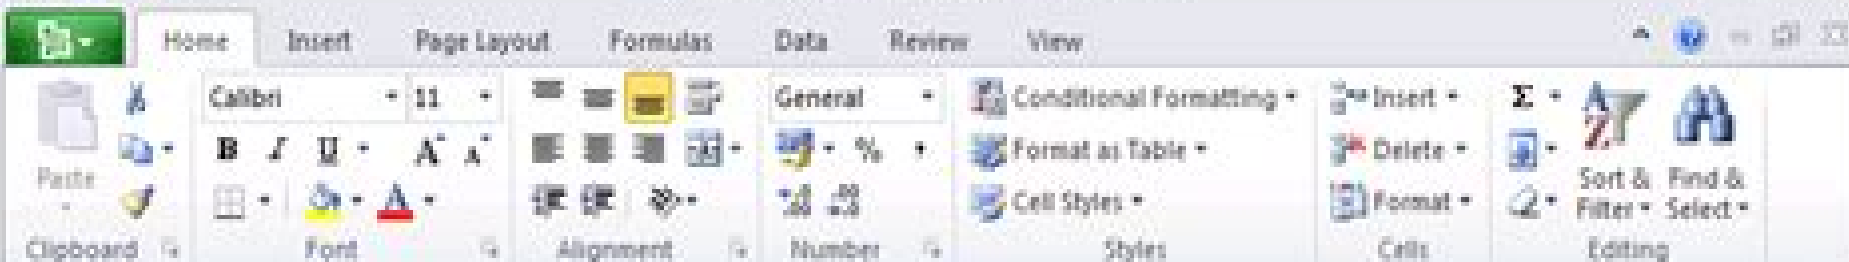 Home Insert Page Layout Formulas Data Review View
Calibri 11 General Conditional Formatting Insert Σ
B I U A A % , Format as Table Delete
Paste A Cell Styles Format Sort & Filter Find & Select
Clipboard Font Alignment Number Styles Cells Editing